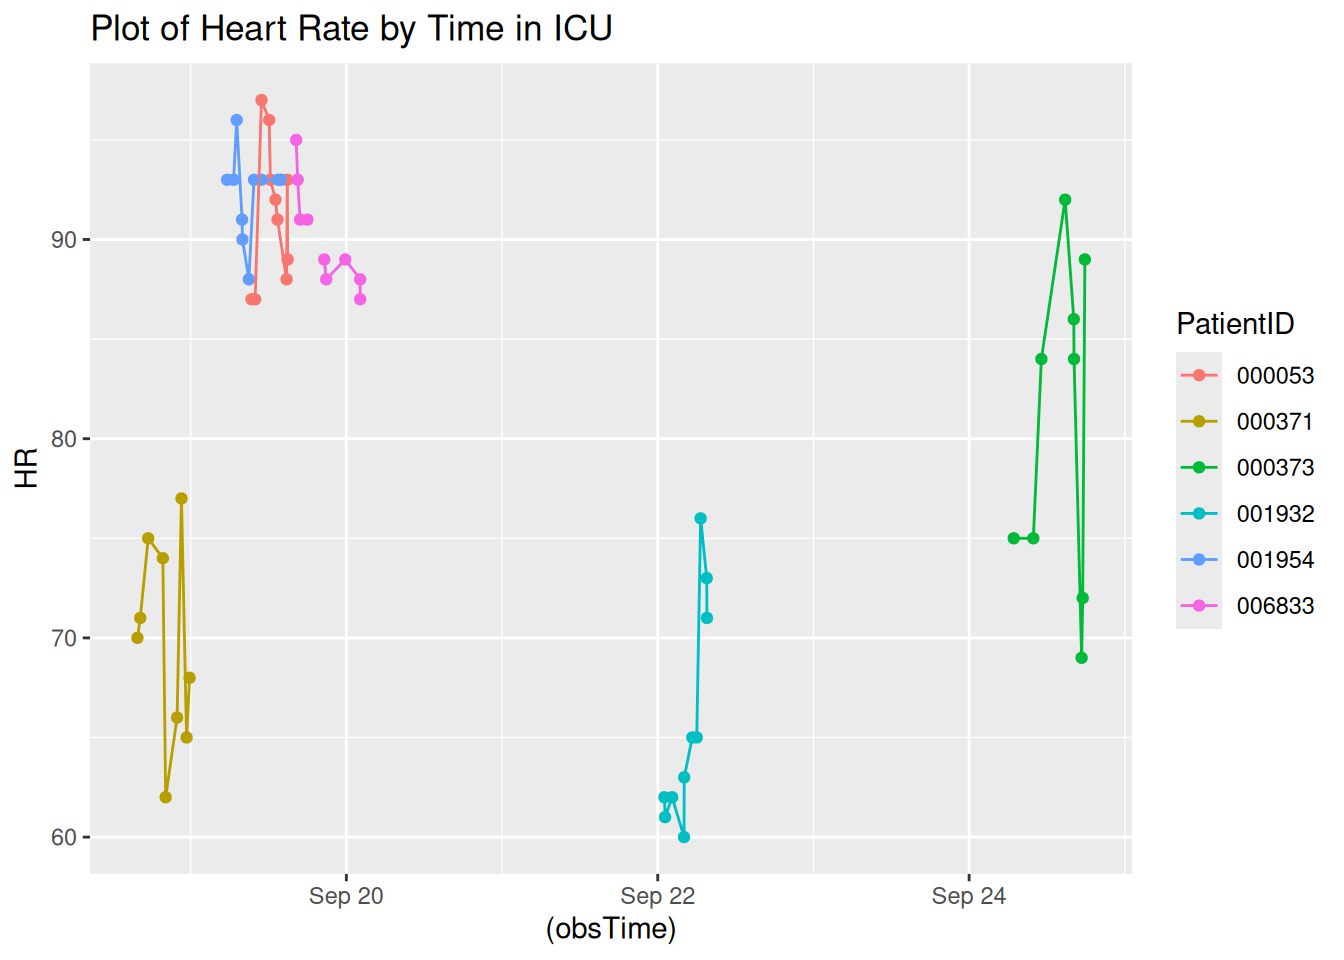 Plot of Heart Rate by Time in ICU
HR
90
80
70
60
Sep 20
Sep 22
Sep 24
(obsTime)
PatientID
000053
000371
000373
001932
001954
006833